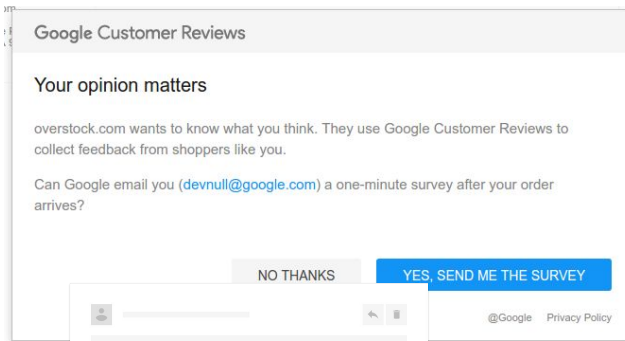 Google Customer Reviews
Your opinion matters
overstock.com wants to know what you think. They use Google Customer Reviews to
collect feedback from shoppers like you.
Can Google email you (devnull@google.com) a one-minute survey after your order
arrives?
NO THANKS
YES, SEND ME THE SURVEY
@Google Privacy Policy